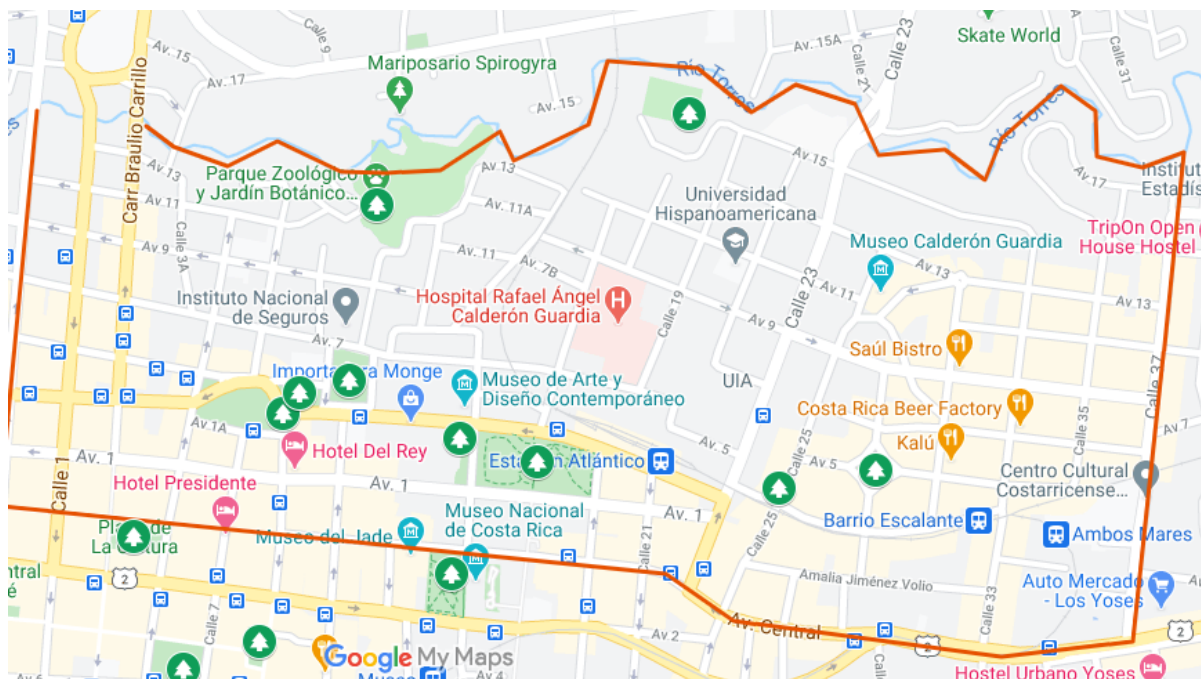 Skate World
Calle 9
Av. 15
Av. 17
Mariposario Spirogyra
Av. 15
Río Torres
Av. 15A
Calle 21
Calle 23
Calle 31
Río Torres
Carr Braulio Carrillo
Parque Zoológico
y Jardín Botánico...
Av. 13
Av. 15
Av. 17
Institut
Estadís
Universidad
Hispanoamericana
Av. 11A
Calle 3A
Av. 9
Av. 7B
TripOn Open
House Hostel
Museo Calderón Guardia
Av. 13
Av. 11
Av. 13
Calle 23
Instituto Nacional
de Seguros
Hospital Rafael Ángel
Calderón Guardia
H
Calle 19
Av. 9
Av. 7
Saúl Bistro
Calle 37
Importadora Monge
Museo de Arte y
Diseño Contemporáneo
UIA
Costa Rica Beer Factory
Calle 35
Av. 1A
Hotel Del Rey
Kalú
Av. 7
Av. 5
Calle 25
Av. 5
Av. 1
Estación Atlántico
Centro Cultural
Costarricense...
Calle 1
Hotel Presidente
Av. 1
Av. 1
Museo Nacional
de Costa Rica
Plaza de
La Cultura
Museo del Jade
Calle 21
Calle 25
Barrio Escalante
Ambos Mares
ntral
é
2
Amalia Jiménez Volio
Auto Mercado
- Los Yoses
Calle 7
Calle 33
Av. 2
Av. Central
2
2
Google My Maps
Av. 6
Museo
Av. 4
Hostel Urbano Yoses